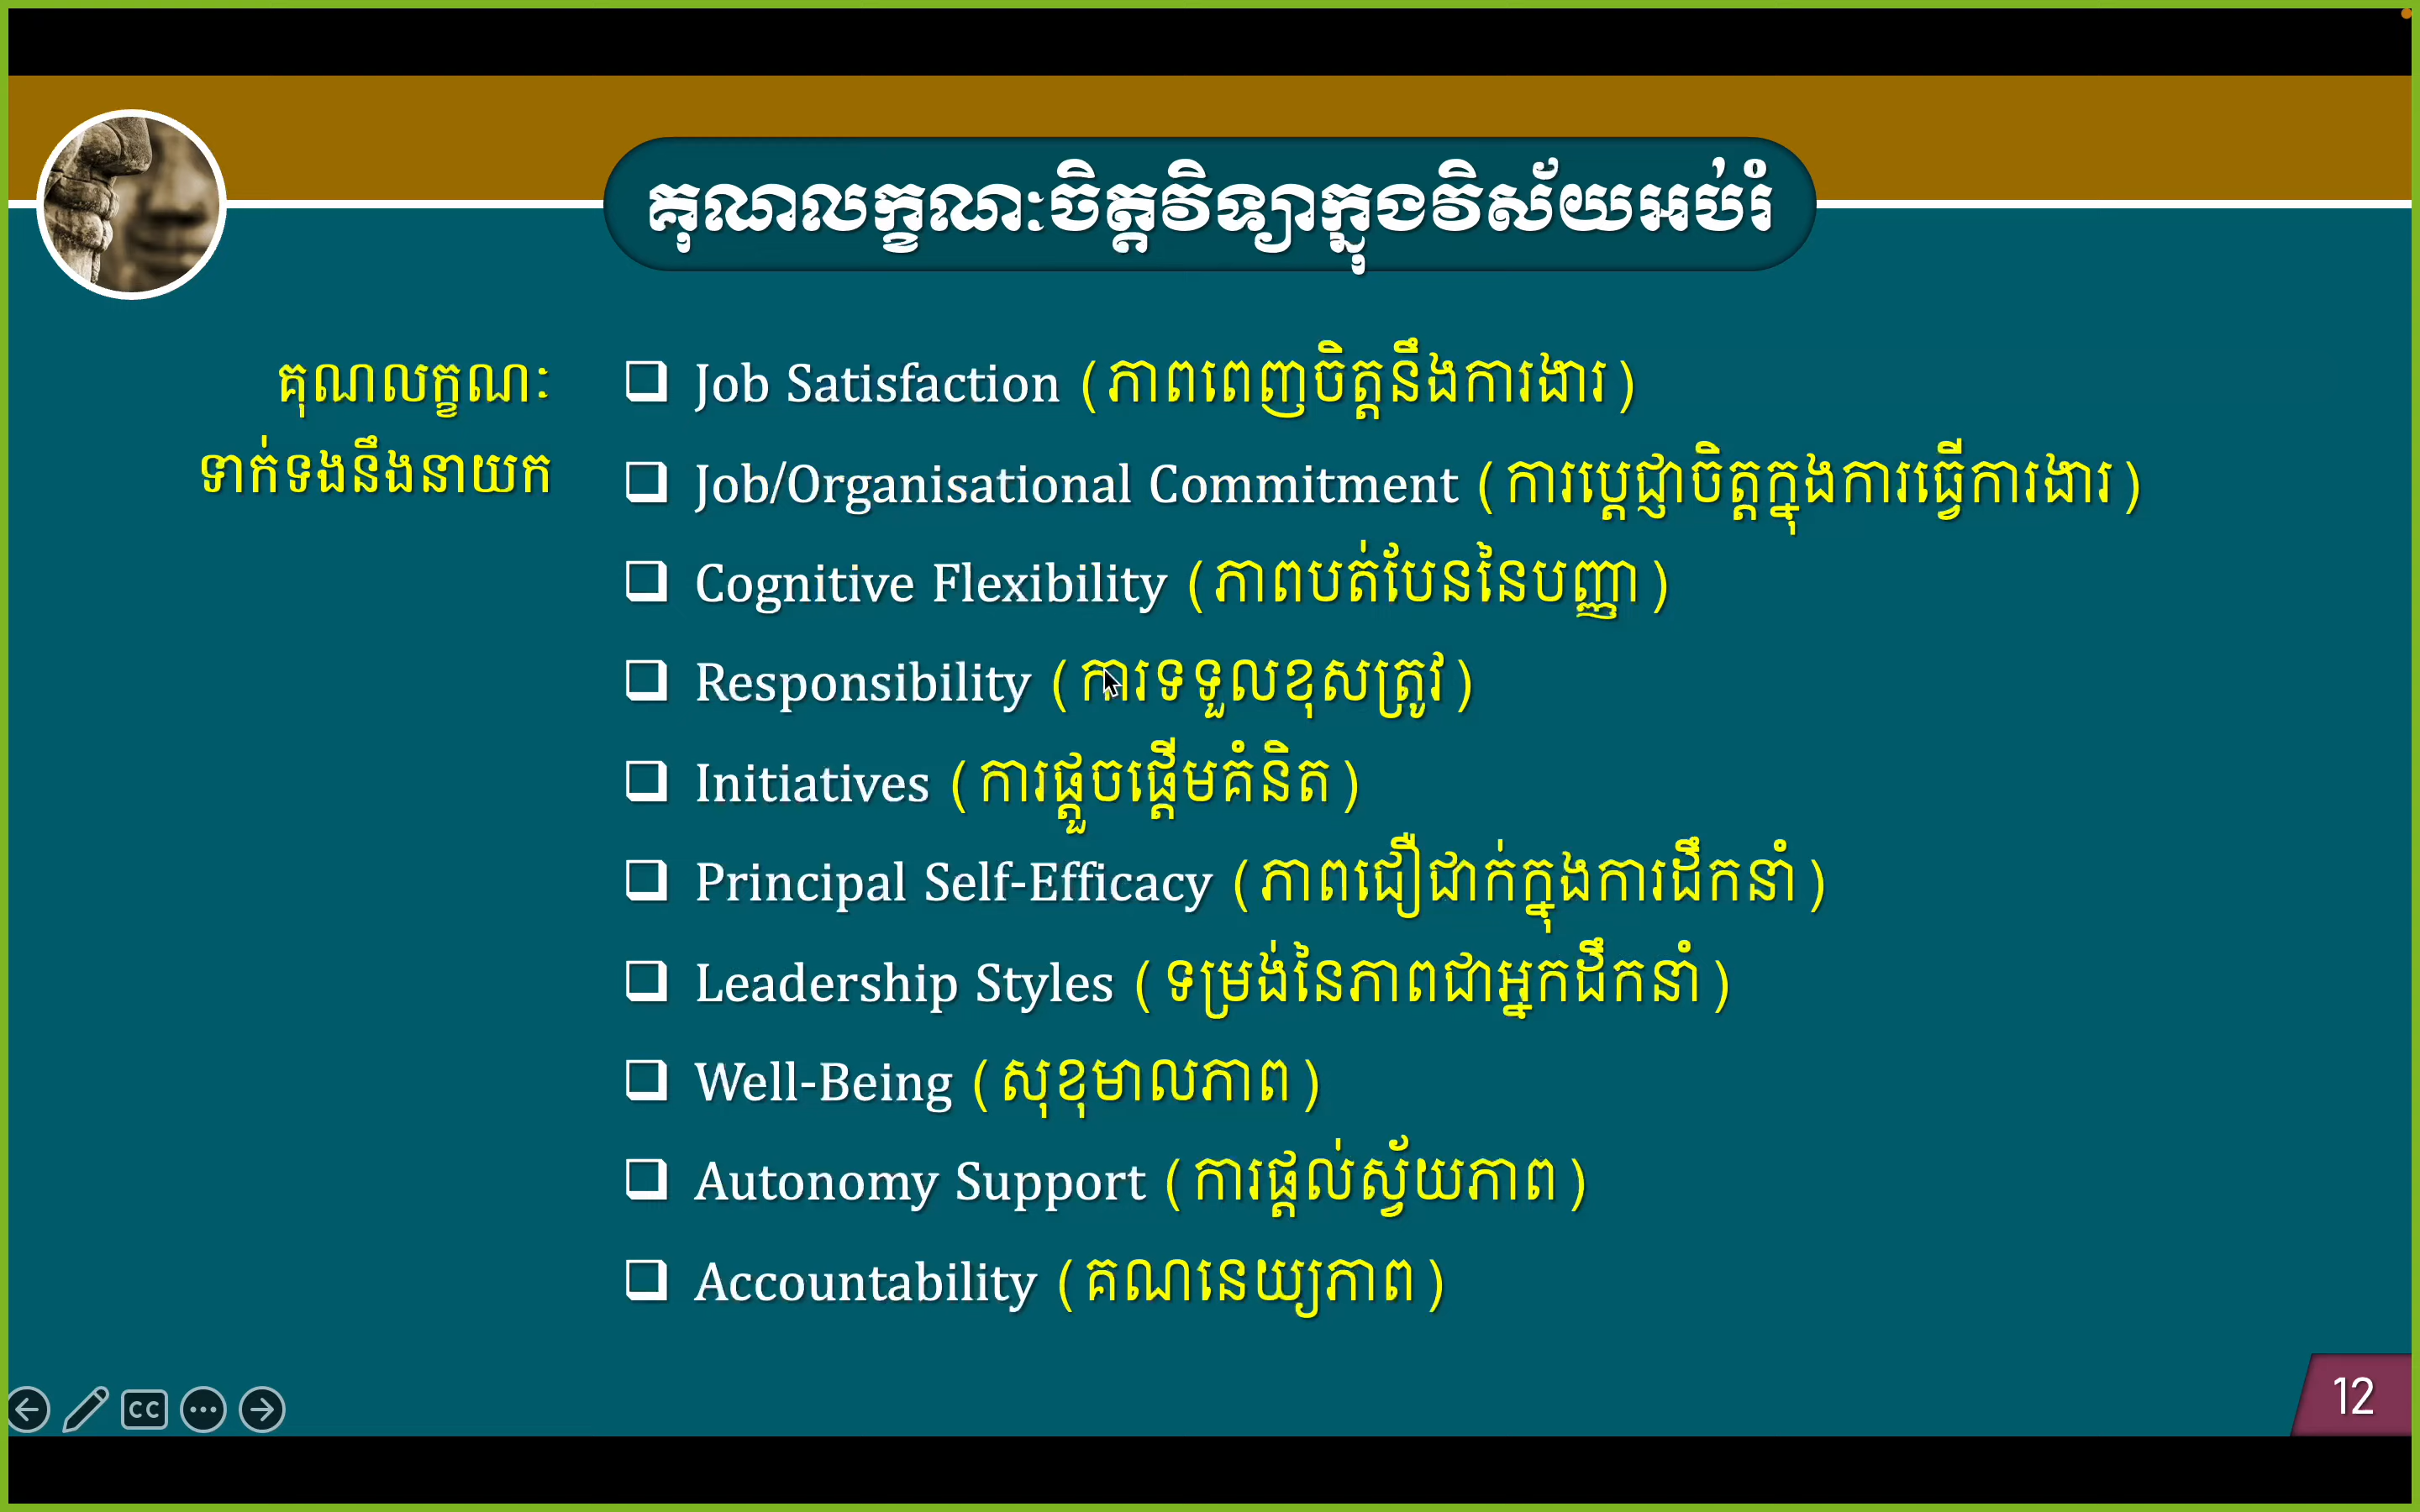 គុណលក្ខណៈចិត្តវិទ្យាក្នុងវិស័យអប់រំ
គុណលក្ខណៈ
ទាក់ទងនឹងនាយក
Job Satisfaction (ភាពពេញចិត្តនឹងការងារ)
Job/Organisational Commitment (ការប្តេជ្ញាចិត្តក្នុងការធ្វើការងារ)
Cognitive Flexibility (ភាពបត់បែននៃបញ្ញា)
Responsibility (ការទទួលខុសត្រូវ)
Initiatives (ការផ្តួចផ្តើមគំនិត)
Principal Self-Efficacy (ភាពជឿជាក់ក្នុងការដឹកនាំ)
Leadership Styles (ទម្រង់នៃភាពជាអ្នកដឹកនាំ)
Well-Being (សុខុមាលភាព)
Autonomy Support (ការផ្តល់ស្វ័យភាព)
Accountability (គណនេយ្យភាព)
CC
12